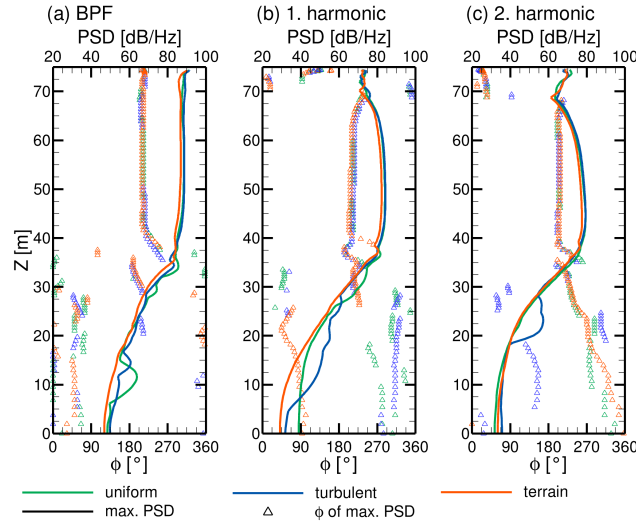 (a) BPF (b) 1. harmonic (c) 2. harmonic
PSD [dB/Hz] PSD [dB/Hz] PSD [dB/Hz]
20 40 60 80 100 20 40 60 80 100 20 40 60 80 100
70
60
50
40
30
20
10
0
Z [m]
0 90 180 270 360 0 90 180 270 360 0 90 180 270 360
ϕ [°] ϕ [°] ϕ [°]
uniform turbulent terrain
max. PSD ϕ of max. PSD